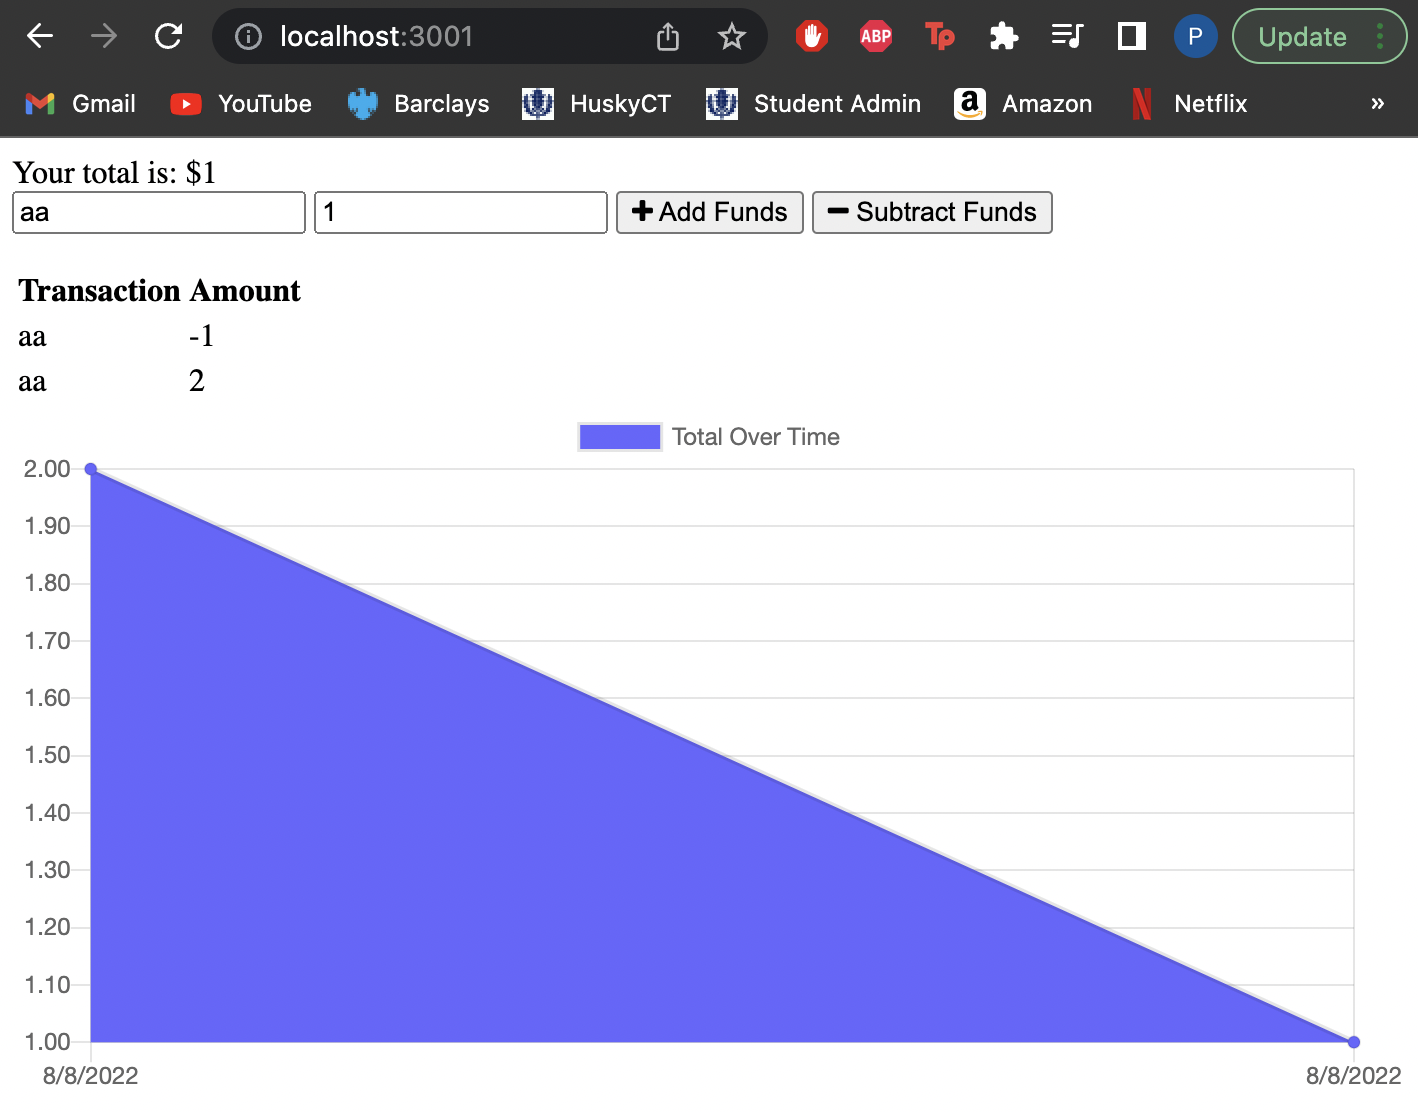 localhost:3001
ABP
Tp
P
Update
Gmail
YouTube
Barclays
HuskyCT
Student Admin
a
Amazon
N
Netflix
»
Your total is: $1
aa 1 + Add Funds − Subtract Funds
Transaction Amount
aa -1
aa 2
Total Over Time
2.00
1.90
1.80
1.70
1.60
1.50
1.40
1.30
1.20
1.10
1.00
8/8/2022 8/8/2022